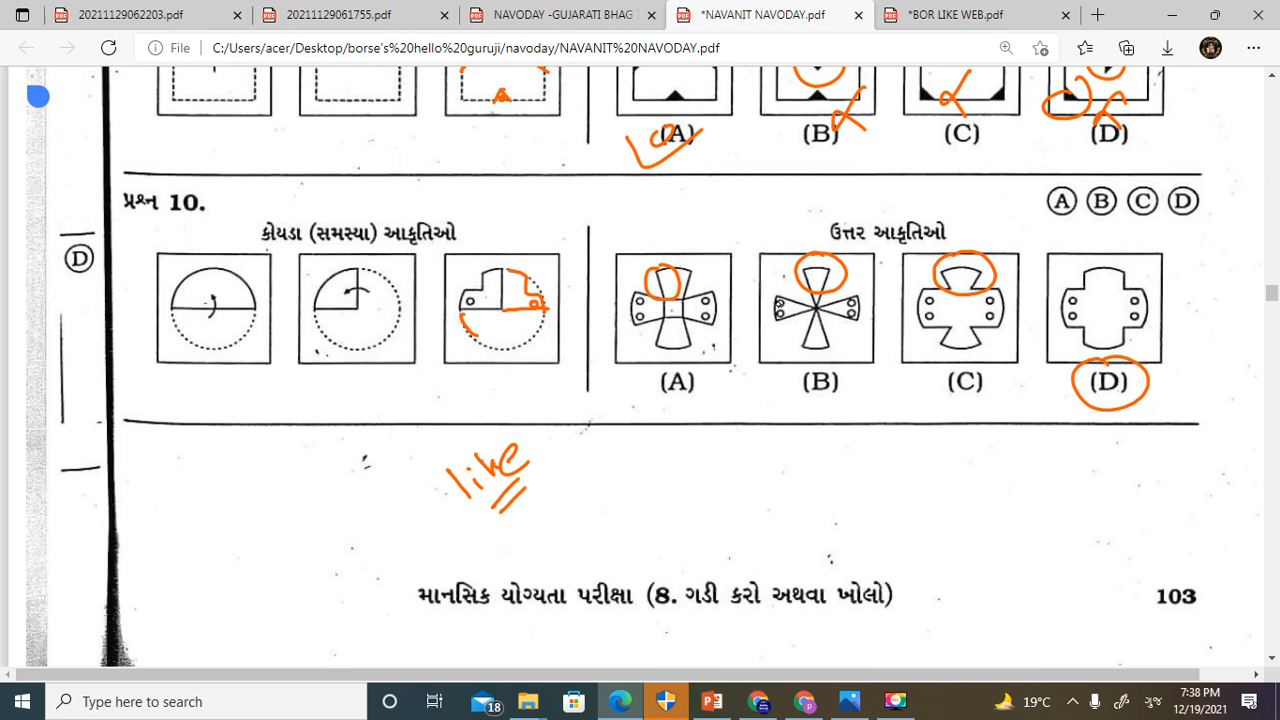 20211129062203.pdf
20211129061755.pdf
NAVODAY -GUJARATI BHAG
*NAVANIT NAVODAY.pdf
*BOR LIKE WEB.pdf
File
C:/Users/acer/Desktop/borse's%20hello%20guruji/navoday/NAVANIT%20NAVODAY.pdf
(A) (B) (C) (D)
પ્રશ્ન 10.
A B C D
D
કોયડા (સમસ્યા) આકૃતિઓ
ઉત્તર આકૃતિઓ
(A) (B) (C) (D)
like
માનસિક યોગ્યતા પરીક્ષા (8. ગડી કરો અથવા ખોલો)
103
Type here to search
18
19°C
ગુજ
7:38 PM
12/19/2021